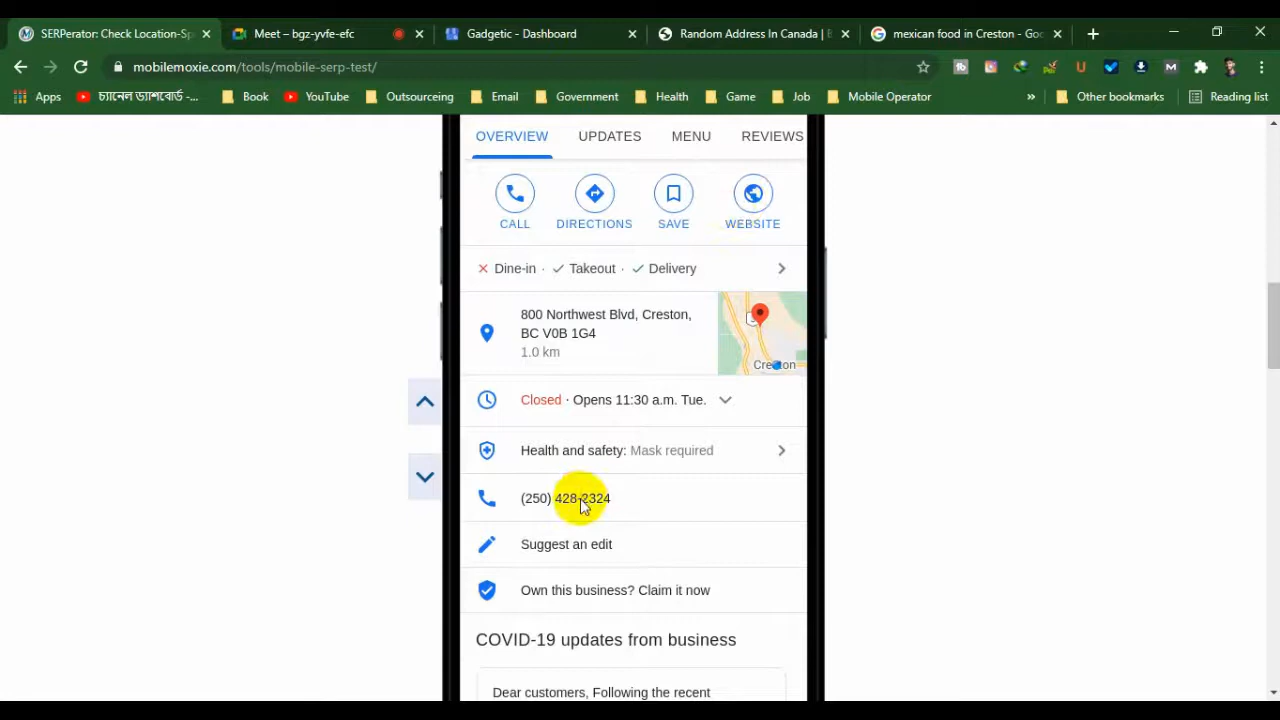 SERPerator: Check Location-Sp
Meet – bgz-yvfe-efc
Gadgetic - Dashboard
Random Address In Canada | b
mexican food in Creston - Goo
mobilemoxie.com/tools/mobile-serp-test/
Apps
চ্যানেল ড্যাশবোর্ড -...
Book
YouTube
Outsourceing
Email
Government
Health
Game
Job
Mobile Operator
»
Other bookmarks
Reading list
OVERVIEW
UPDATES
MENU
REVIEWS
CALL
DIRECTIONS
SAVE
WEBSITE
Dine-in · Takeout · Delivery
800 Northwest Blvd, Creston,
BC V0B 1G4
1.0 km
Creston
Closed · Opens 11:30 a.m. Tue.
Health and safety: Mask required
(250) 428-2324
Suggest an edit
Own this business? Claim it now
COVID-19 updates from business
Dear customers, Following the recent